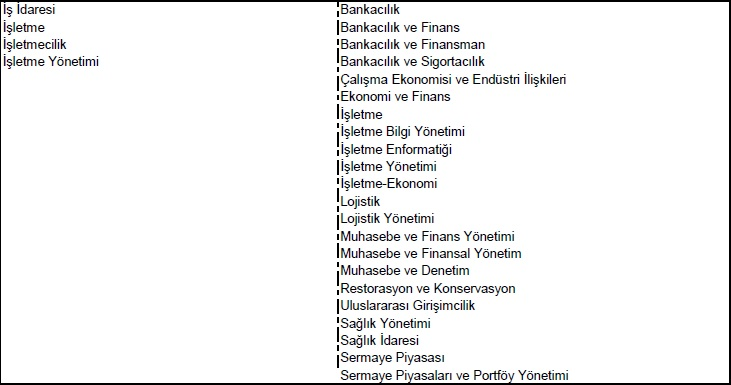 İş İdaresi
İşletme
İşletmecilik
İşletme Yönetimi
Bankacılık
Bankacılık ve Finans
Bankacılık ve Finansman
Bankacılık ve Sigortacılık
Çalışma Ekonomisi ve Endüstri İlişkileri
Ekonomi ve Finans
İşletme
İşletme Bilgi Yönetimi
İşletme Enformatiği
İşletme Yönetimi
İşletme-Ekonomi
Lojistik
Lojistik Yönetimi
Muhasebe ve Finans Yönetimi
Muhasebe ve Finansal Yönetim
Muhasebe ve Denetim
Restorasyon ve Konservasyon
Uluslararası Girişimcilik
Sağlık Yönetimi
Sağlık İdaresi
Sermaye Piyasası
Sermaye Piyasaları ve Portföy Yönetimi